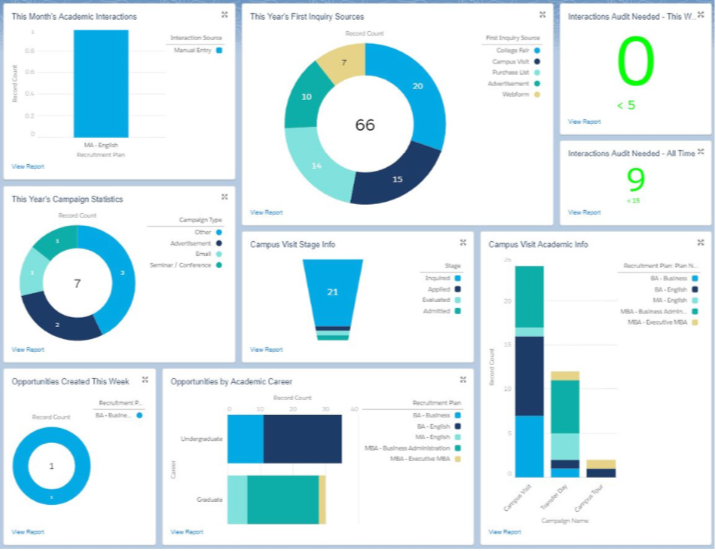 This Month's Academic Interactions
Record Count
1
0.8
0.6
0.4
0.2
0
MA - English
Recruitment Plan
Interaction Source
Manual Entry
View Report
This Year's First Inquiry Sources
Record Count
20
15
14
10
7
66
First Inquiry Source
College Fair
Campus Visit
Purchase List
Advertisement
Webform
View Report
Interactions Audit Needed - This W...
0
< 5
View Report
Interactions Audit Needed - All Time
9
View Report
This Year's Campaign Statistics
Record Count
2
1
1
7
Campaign Type
Other
Advertisement
Email
Seminar / Conference
View Report
Campus Visit Stage Info
21
Stage
Inquired
Applied
Evaluated
Admitted
View Report
Campus Visit Academic Info
Record Count
20
15
10
5
0
Campus Visit
Transfer Day
Campus Tour
Campaign Name
Recruitment Plan: Plan N...
BA - Business
BA - English
MA - English
MBA - Business Admin...
MBA - Executive MBA
View Report
Opportunities Created This Week
Record Count
1
1
Recruitment P...
BA - Busine...
View Report
Opportunities by Academic Career
Record Count
0
10
20
30
40
Undergraduate
Career
Graduate
Recruitment Plan
BA - Business
BA - English
MA - English
MBA - Business Administration
MBA - Executive MBA
View Report